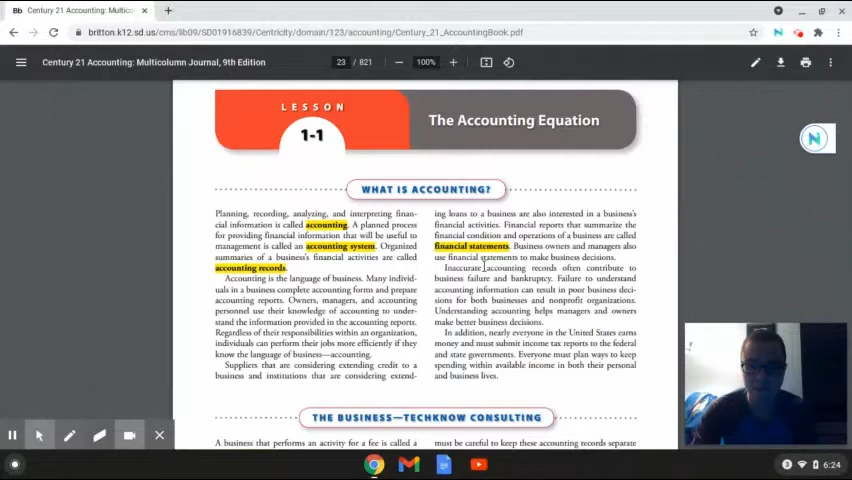 Bb Century 21 Accounting: Multico
britton.k12.sd.us/cms/lib09/SD01916839/Centricity/domain/123/accounting/Century_21_AccountingBook.pdf
Century 21 Accounting: Multicolumn Journal, 9th Edition
23 / 821
100%
LESSON
1-1
The Accounting Equation
WHAT IS ACCOUNTING?
Planning, recording, analyzing, and interpreting finan-
cial information is called accounting. A planned process
for providing financial information that will be useful to
management is called an accounting system. Organized
summaries of a business's financial activities are called
accounting records.
Accounting is the language of business. Many individ-
uals in a business complete accounting forms and prepare
accounting reports. Owners, managers, and accounting
personnel use their knowledge of accounting to under-
stand the information provided in the accounting reports.
Regardless of their responsibilities within an organization,
individuals can perform their jobs more efficiently if they
know the language of business—accounting.
Suppliers that are considering extending credit to a
business and institutions that are considering extend-
ing loans to a business are also interested in a business's
financial activities. Financial reports that summarize the
financial condition and operations of a business are called
financial statements. Business owners and managers also
use financial statements to make business decisions.
Inaccurate accounting records often contribute to
business failure and bankruptcy. Failure to understand
accounting information can result in poor business deci-
sions for both businesses and nonprofit organizations.
Understanding accounting helps managers and owners
make better business decisions.
In addition, nearly everyone in the United States earns
money and must submit income tax reports to the federal
and state governments. Everyone must plan ways to keep
spending within available income in both their personal
and business lives.
THE BUSINESS—TECHKNOW CONSULTING
A business that performs an activity for a fee is called a
must be careful to keep these accounting records separate
3
6:24